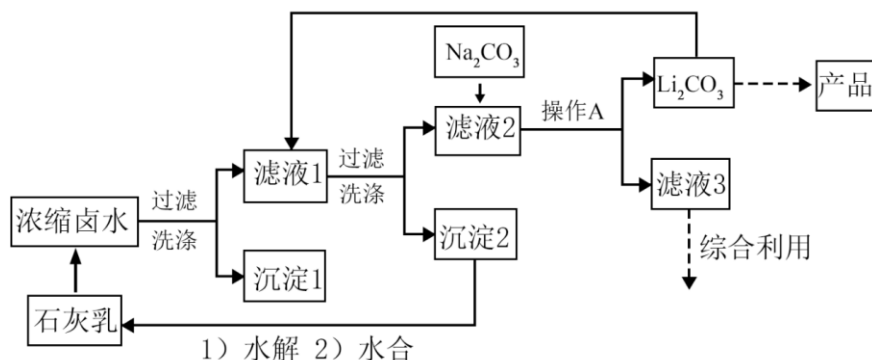 Na₂CO₃
Li₂CO₃
产品
操作A
滤液2
过滤
洗涤
滤液1
滤液3
过滤
洗涤
浓缩卤水
沉淀2
综合利用
沉淀1
石灰乳
1）水解 2）水合